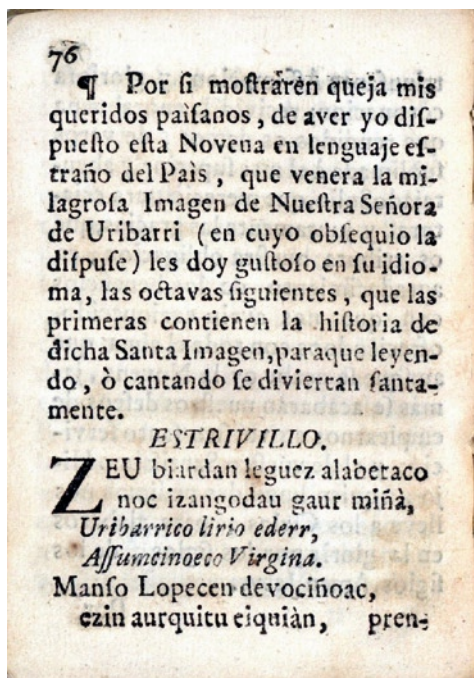 76
¶ Por ſi moſtràren queja mis
queridos paìſanos, de aver yo diſ-
pueſto eſta Novena en lenguaje eſ-
traño del Paìs, que venera la mi-
lagroſa Imagen de Nueſtra Señora
de Uribarri (en cuyo obſequio la
diſpuſe) les doy guſtoſo en ſu idio-
ma, las octavas ſiguientes, que las
primeras contienen la hiſtoria de
dicha Santa Imagen, paraque leyen-
do, ò cantando ſe diviertan ſanta-
mente.
ESTRIVILLO.
ZEU biardan leguez alabetaco
noc izangodau gaur miñà,
Uribarrico lirio ederr,
Aſſumcinoeco Virgina.
Manſo Lopecen devociñoac,
ezin aurquitu eiquiàn, pren-